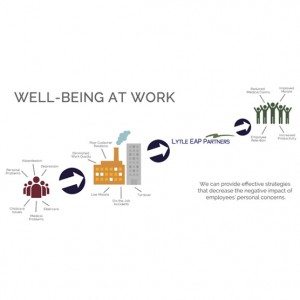 WELL-BEING AT WORK
Absenteeism
Personal
Problems
Depression
Childcare
Issues
Eldercare
Medical
Problems
Poor Customer
Relations
Decreased
Work Quality
Low Morale
On-the-Job
Accidents
Turnover
LYTLE EAP PARTNERS
Reduced
Medical Claims
Improved
Morale
Employee
Retention
Increased
Productivity
We can provide effective strategies
that decrease the negative impact of
employees' personal concerns.